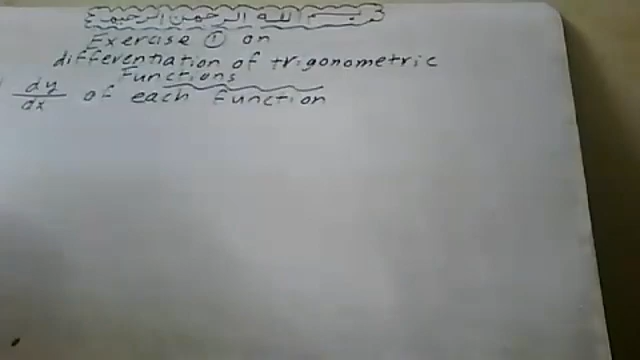 بسم الله الرحمن الرحيم
Exercise ① on
differentiation of trigonometric
Functions
dy/dx of each function